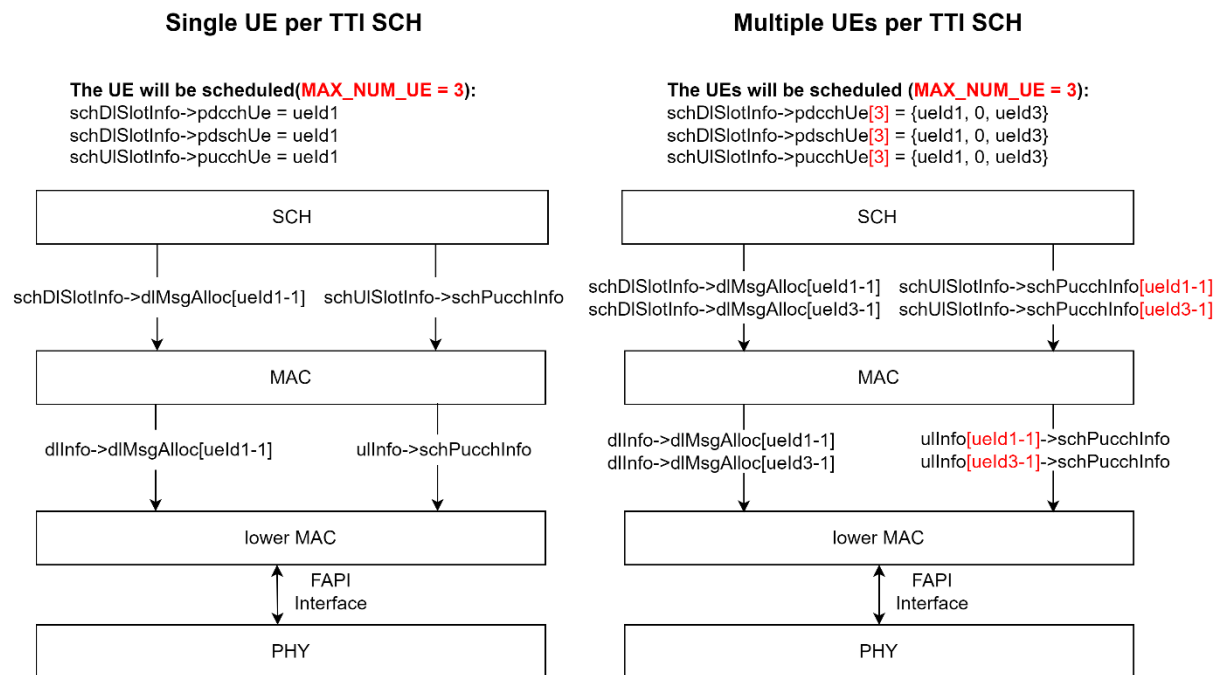 Single UE per TTI SCH
The UE will be scheduled(MAX_NUM_UE = 3):
schDlSlotInfo->pdcchUe = ueId1
schDlSlotInfo->pdschUe = ueId1
schUlSlotInfo->pucchUe = ueId1
SCH
schDlSlotInfo->dlMsgAlloc[ueId1-1]
schUlSlotInfo->schPucchInfo
MAC
dlInfo->dlMsgAlloc[ueId1-1]
ulInfo->schPucchInfo
lower MAC
FAPI
Interface
PHY
Multiple UEs per TTI SCH
The UEs will be scheduled (MAX_NUM_UE = 3):
schDlSlotInfo->pdcchUe[3] = {ueId1, 0, ueId3}
schDlSlotInfo->pdschUe[3] = {ueId1, 0, ueId3}
schUlSlotInfo->pucchUe[3] = {ueId1, 0, ueId3}
SCH
schDlSlotInfo->dlMsgAlloc[ueId1-1]
schDlSlotInfo->dlMsgAlloc[ueId3-1]
schUlSlotInfo->schPucchInfo[ueId1-1]
schUlSlotInfo->schPucchInfo[ueId3-1]
MAC
dlInfo->dlMsgAlloc[ueId1-1]
dlInfo->dlMsgAlloc[ueId3-1]
ulInfo[ueId1-1]->schPucchInfo
ulInfo[ueId3-1]->schPucchInfo
lower MAC
FAPI
Interface
PHY